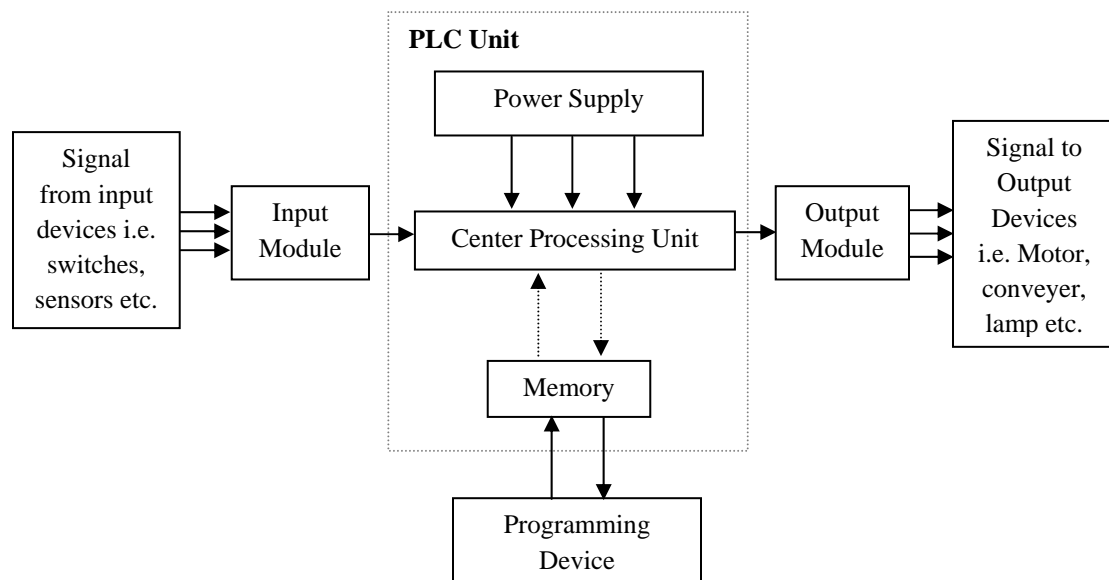 PLC Unit
Power Supply
Signal
from input
devices i.e.
switches,
sensors etc.
Input
Module
Center Processing Unit
Output
Module
Signal to
Output
Devices
i.e. Motor,
conveyer,
lamp etc.
Memory
Programming
Device